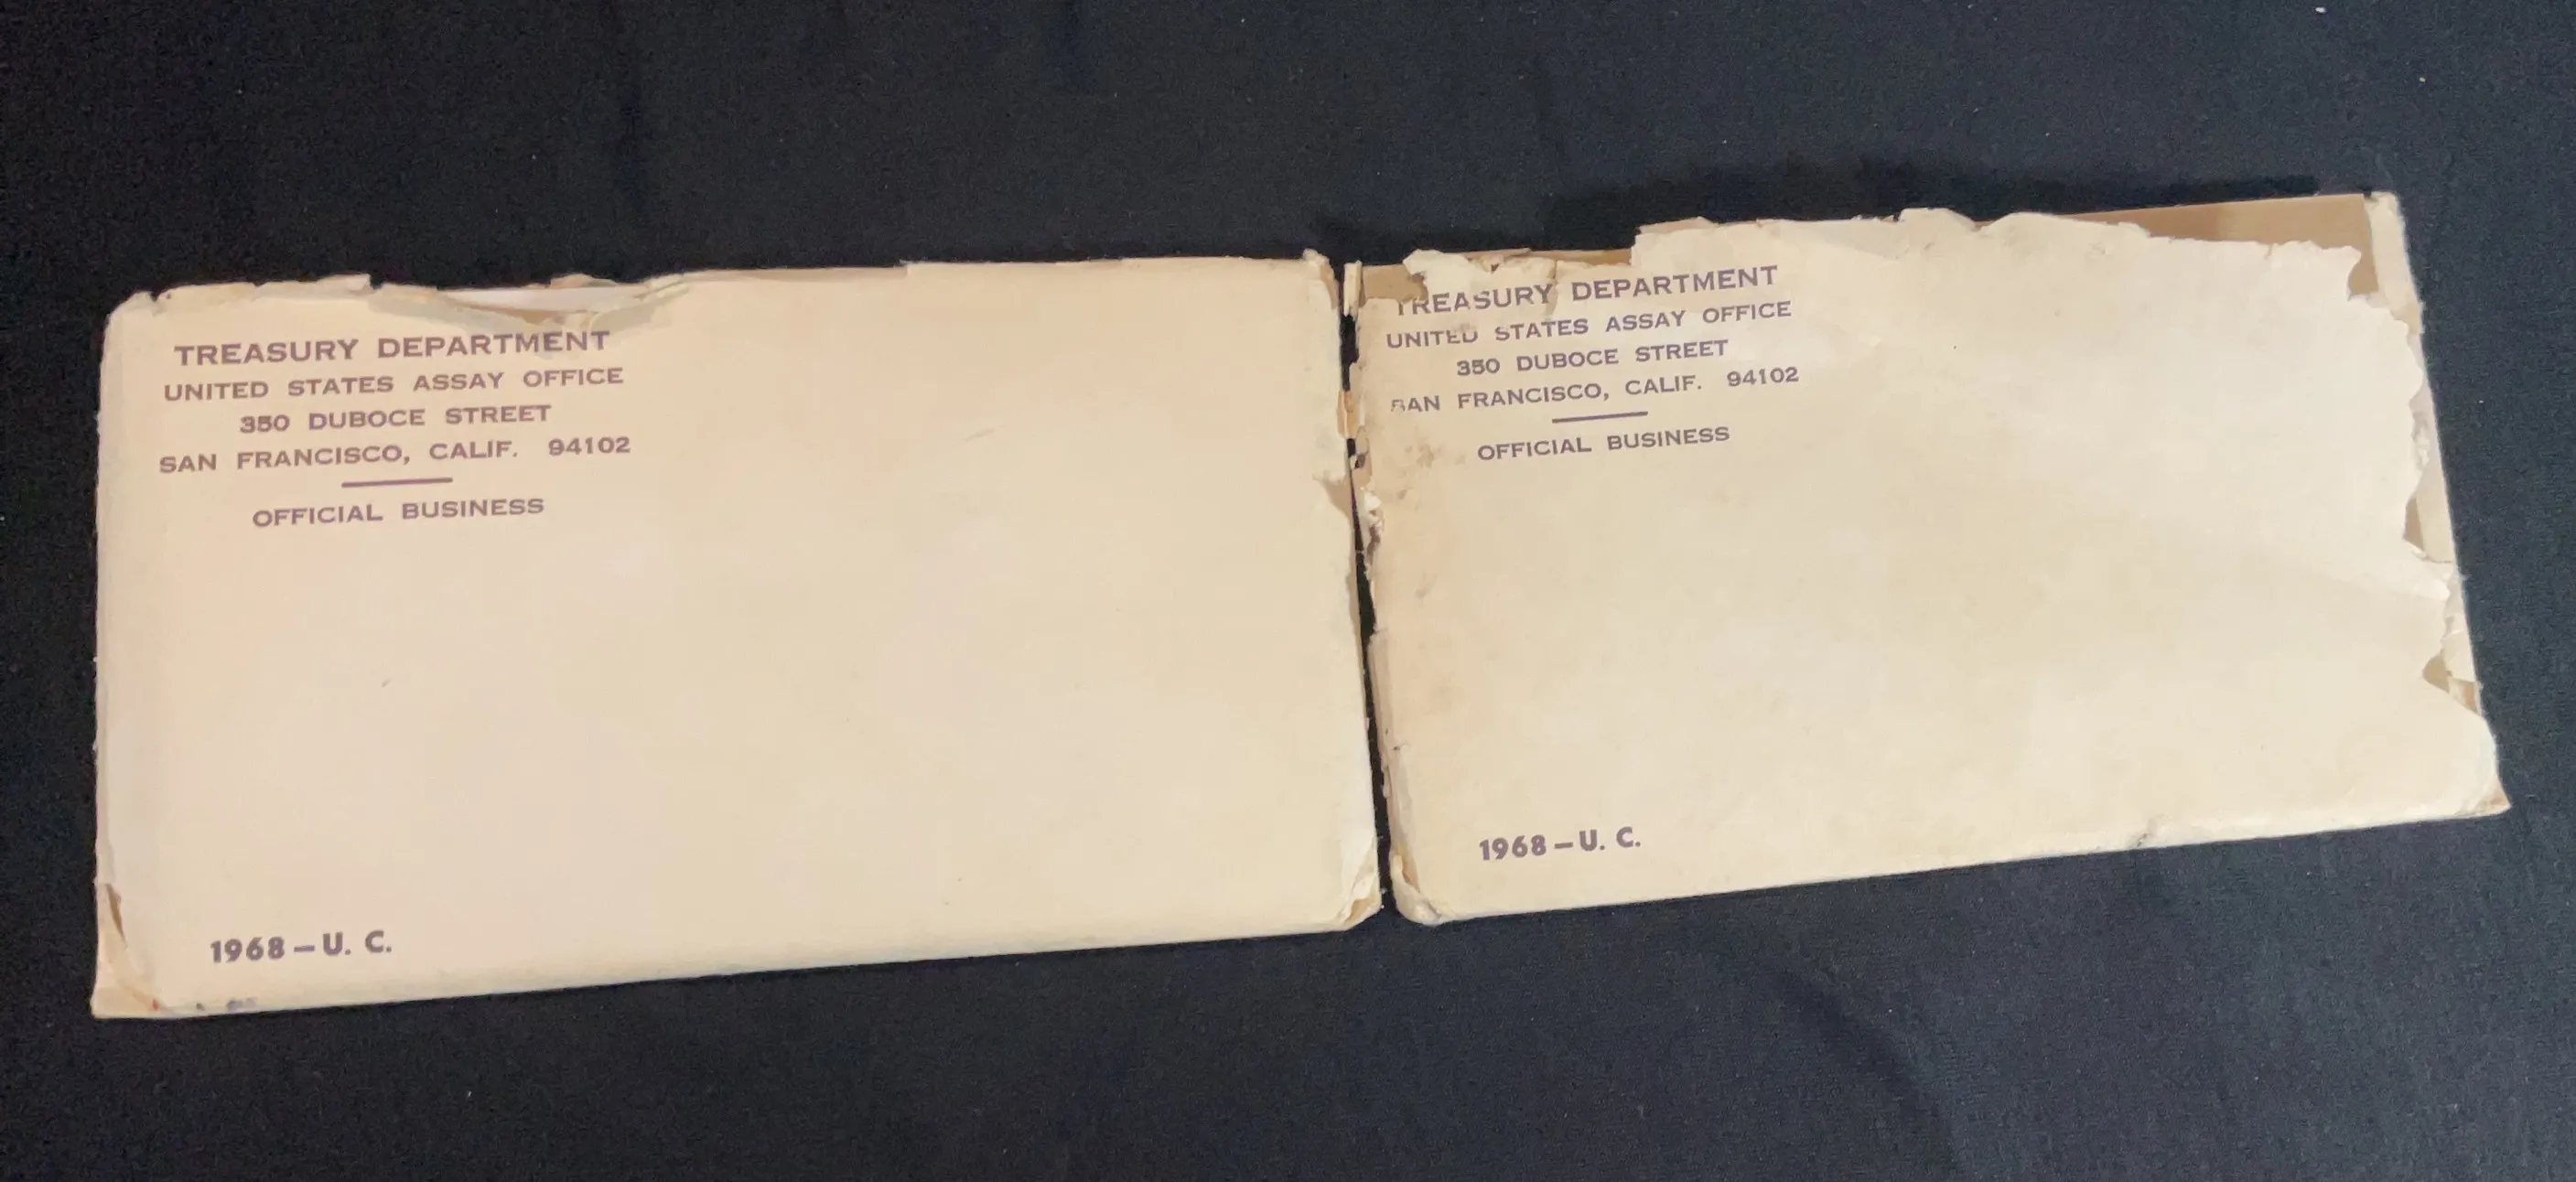 TREASURY DEPARTMENT
UNITED STATES ASSAY OFFICE
350 DUBOCE STREET
SAN FRANCISCO, CALIF. 94102
OFFICIAL BUSINESS
1968-U. C.
TREASURY DEPARTMENT
UNITED STATES ASSAY OFFICE
350 DUBOCE STREET
SAN FRANCISCO, CALIF. 94102
OFFICIAL BUSINESS
1968-U. C.